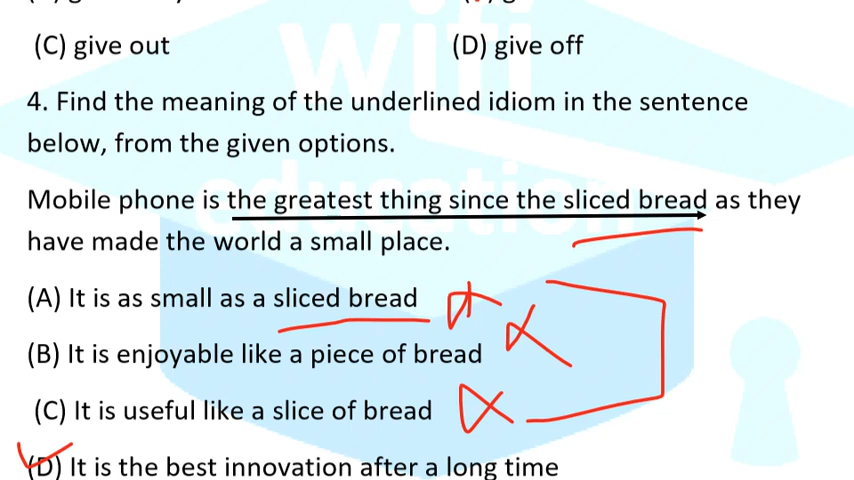 (C) give out (D) give off
4. Find the meaning of the underlined idiom in the sentence
below, from the given options.
Mobile phone is the greatest thing since the sliced bread as they
have made the world a small place.
(A) It is as small as a sliced bread
(B) It is enjoyable like a piece of bread
(C) It is useful like a slice of bread
(D) It is the best innovation after a long time
wifi
education